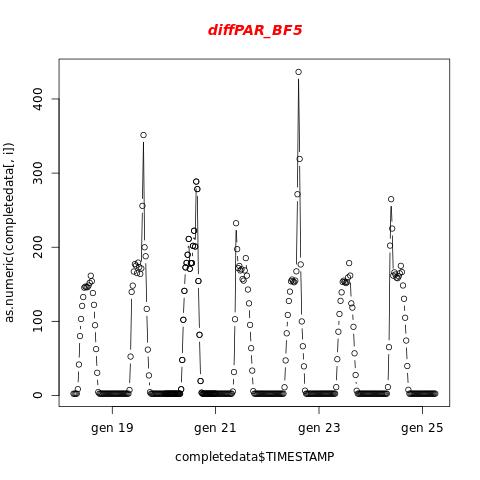 diffPAR_BF5
as.numeric(completedata[, i])
400
300
200
100
0
gen 19
gen 21
gen 23
gen 25
completedata$TIMESTAMP